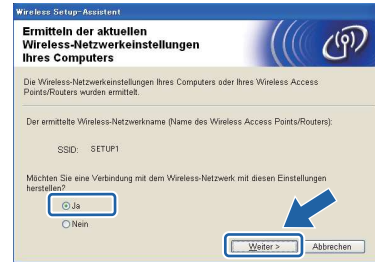 Wireless Setup-Assistent
Ermitteln der aktuellen
Wireless-Netzwerkeinstellungen
Ihres Computers
Die Wireless-Netzwerkeinstellungen Ihres Computers oder Ihres Wireless Access
Points/Routers wurden ermittelt.
Der ermittelte Wireless-Netzwerkname (Name des Wireless Access Points/Routers):
SSID: SETUP1
Möchten Sie eine Verbindung mit dem Wireless-Netzwerk mit diesen Einstellungen
herstellen?
Ja
Nein
Weiter > Abbrechen